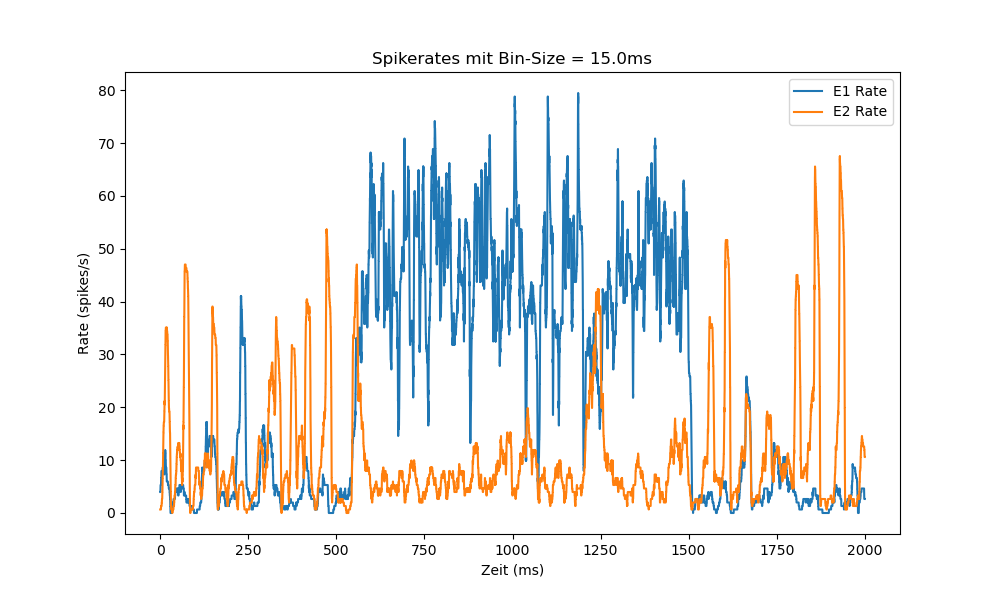 Spikerates mit Bin-Size = 15.0ms
E1 Rate
E2 Rate
80
70
60
50
40
30
20
10
0
Rate (spikes/s)
0 250 500 750 1000 1250 1500 1750 2000
Zeit (ms)